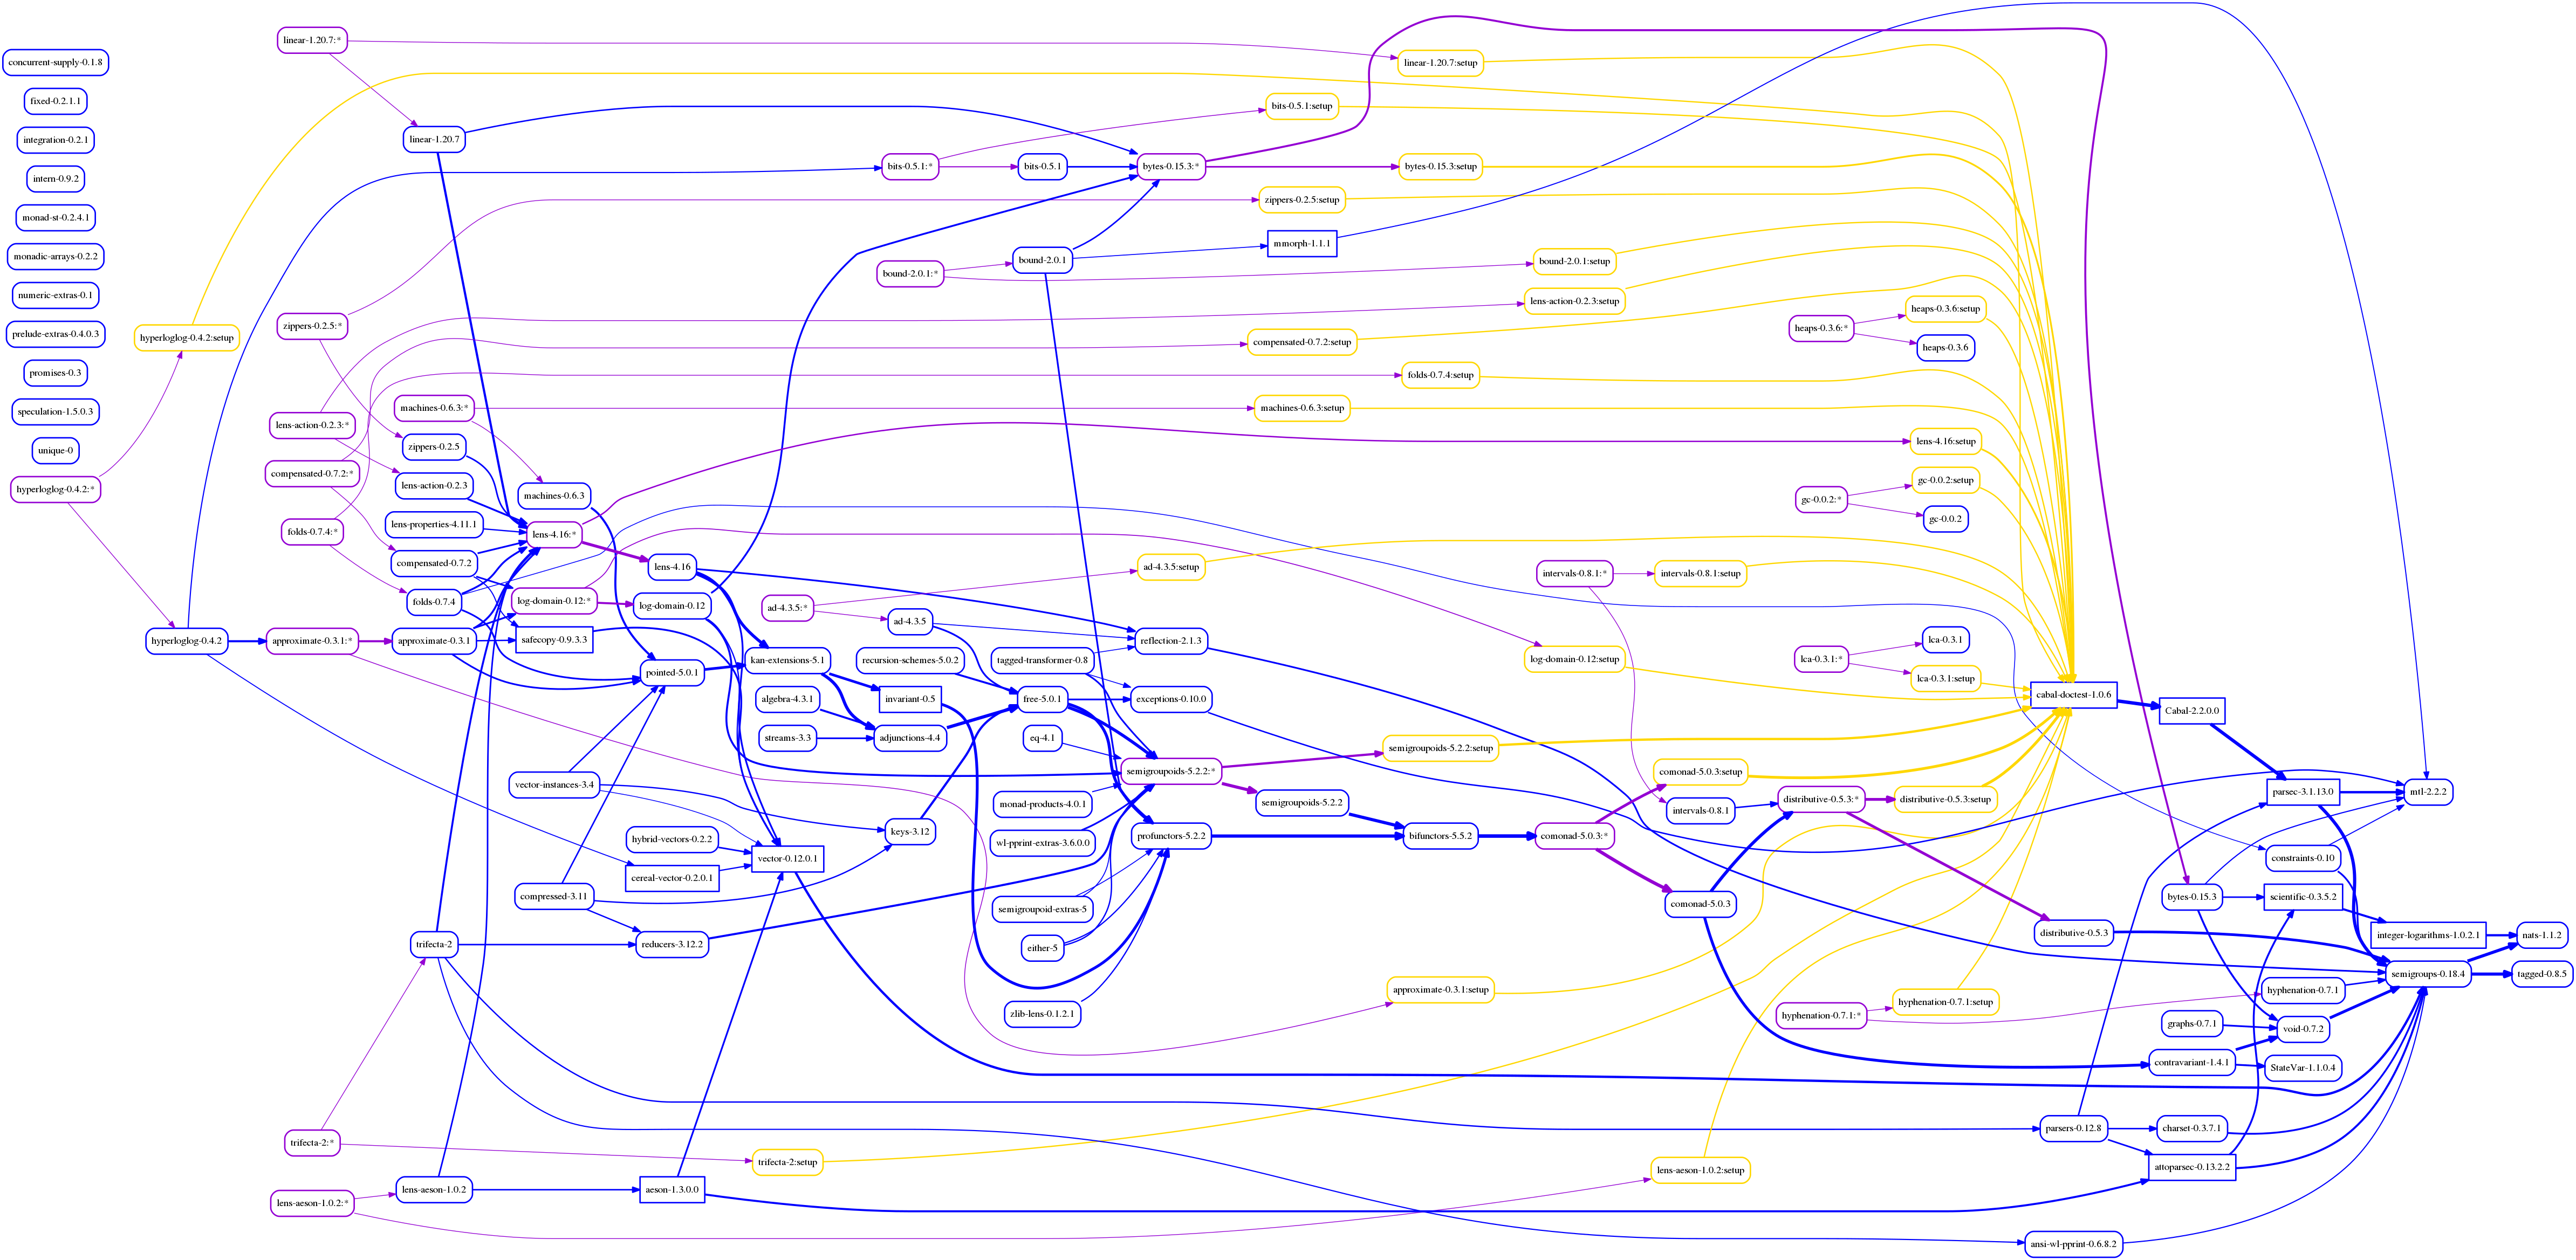 concurrent-supply-0.1.8
fixed-0.2.1.1
integration-0.2.1
intern-0.9.2
monad-st-0.2.4.1
monadic-arrays-0.2.2
numeric-extras-0.1
prelude-extras-0.4.0.3
promises-0.3
speculation-1.5.0.3
unique-0
hyperloglog-0.4.2:*
hyperloglog-0.4.2:setup
hyperloglog-0.4.2
linear-1.20.7:*
zippers-0.2.5:*
lens-action-0.2.3:*
compensated-0.7.2:*
folds-0.7.4:*
approximate-0.3.1:*
trifecta-2:*
lens-aeson-1.0.2:*
linear-1.20.7
machines-0.6.3:*
zippers-0.2.5
lens-action-0.2.3
lens-properties-4.11.1
compensated-0.7.2
folds-0.7.4
approximate-0.3.1
trifecta-2
lens-aeson-1.0.2
machines-0.6.3
lens-4.16:*
log-domain-0.12:*
safecopy-0.9.3.3
vector-instances-3.4
compressed-3.11
lens-4.16
log-domain-0.12
pointed-5.0.1
hybrid-vectors-0.2.2
cereal-vector-0.2.0.1
reducers-3.12.2
aeson-1.3.0.0
ad-4.3.5:*
kan-extensions-5.1
algebra-4.3.1
streams-3.3
vector-0.12.0.1
trifecta-2:setup
bits-0.5.1:*
bound-2.0.1:*
ad-4.3.5
recursion-schemes-5.0.2
invariant-0.5
adjunctions-4.4
keys-3.12
bits-0.5.1
bound-2.0.1
tagged-transformer-0.8
free-5.0.1
eq-4.1
monad-products-4.0.1
wl-pprint-extras-3.6.0.0
semigroupoid-extras-5
either-5
zlib-lens-0.1.2.1
bytes-0.15.3:*
ad-4.3.5:setup
reflection-2.1.3
exceptions-0.10.0
semigroupoids-5.2.2:*
profunctors-5.2.2
bits-0.5.1:setup
zippers-0.2.5:setup
mmorph-1.1.1
compensated-0.7.2:setup
machines-0.6.3:setup
semigroupoids-5.2.2
linear-1.20.7:setup
bytes-0.15.3:setup
folds-0.7.4:setup
semigroupoids-5.2.2:setup
bifunctors-5.5.2
approximate-0.3.1:setup
bound-2.0.1:setup
lens-action-0.2.3:setup
intervals-0.8.1:*
log-domain-0.12:setup
comonad-5.0.3:*
intervals-0.8.1:setup
comonad-5.0.3:setup
intervals-0.8.1
comonad-5.0.3
lens-aeson-1.0.2:setup
heaps-0.3.6:*
gc-0.0.2:*
lca-0.3.1:*
distributive-0.5.3:*
hyphenation-0.7.1:*
heaps-0.3.6:setup
heaps-0.3.6
lens-4.16:setup
gc-0.0.2:setup
gc-0.0.2
lca-0.3.1
lca-0.3.1:setup
distributive-0.5.3:setup
hyphenation-0.7.1:setup
cabal-doctest-1.0.6
distributive-0.5.3
parsers-0.12.8
ansi-wl-pprint-0.6.8.2
Cabal-2.2.0.0
bytes-0.15.3
graphs-0.7.1
contravariant-1.4.1
charset-0.3.7.1
attoparsec-0.13.2.2
parsec-3.1.13.0
constraints-0.10
scientific-0.3.5.2
hyphenation-0.7.1
void-0.7.2
StateVar-1.1.0.4
mtl-2.2.2
integer-logarithms-1.0.2.1
semigroups-0.18.4
nats-1.1.2
tagged-0.8.5